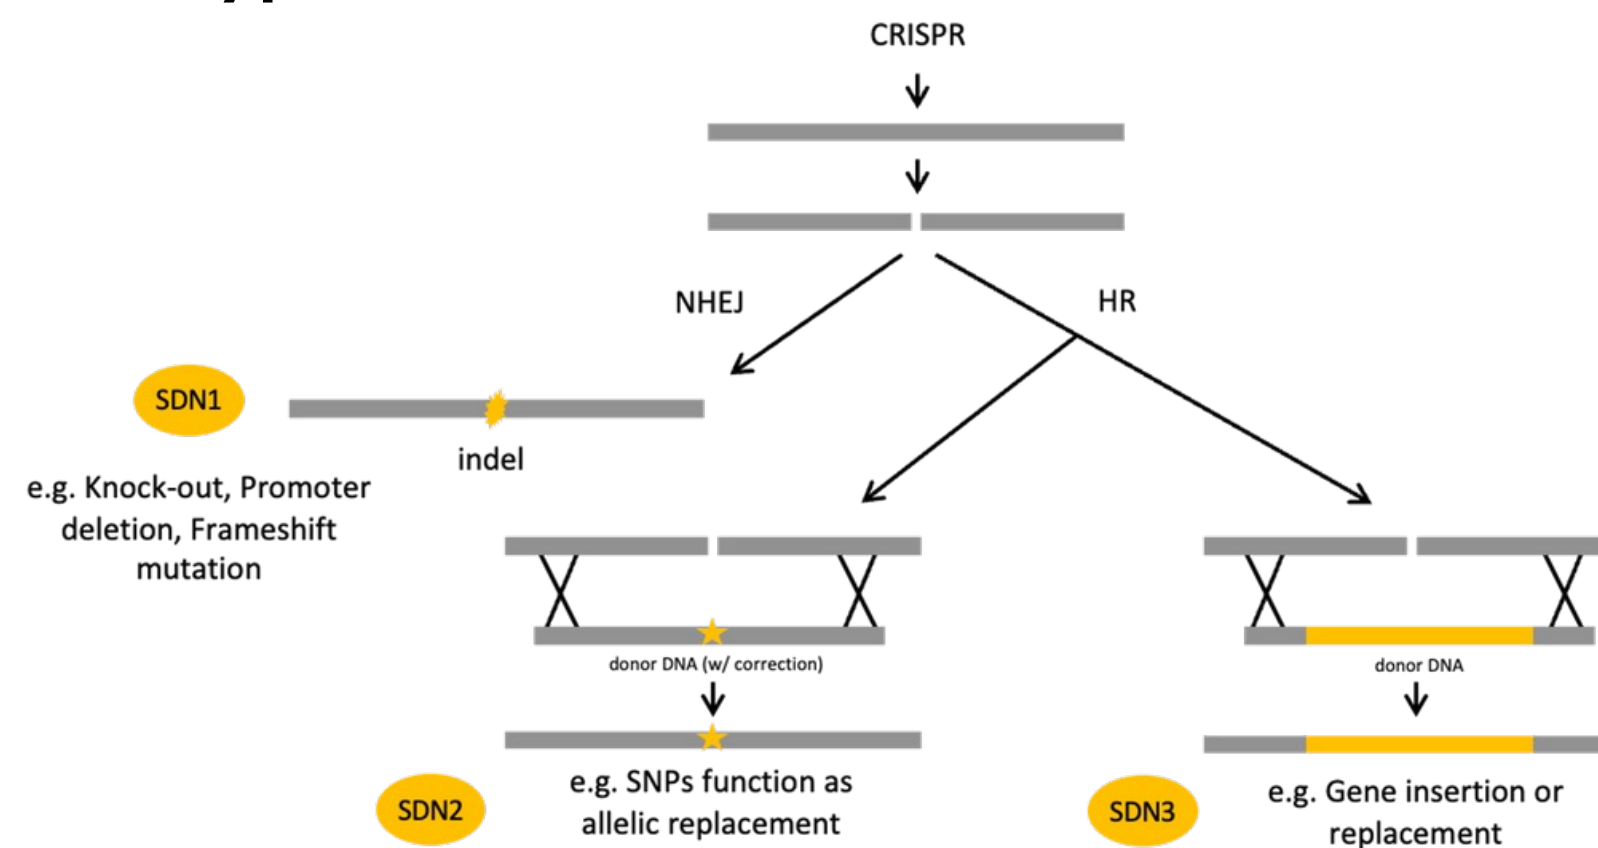 CRISPR
NHEJ
HR
SDN1
indel
e.g. Knock-out, Promoter
deletion, Frameshift
mutation
donor DNA (w/ correction)
donor DNA
e.g. SNPs function as
allelic replacement
SDN2
e.g. Gene insertion or
replacement
SDN3